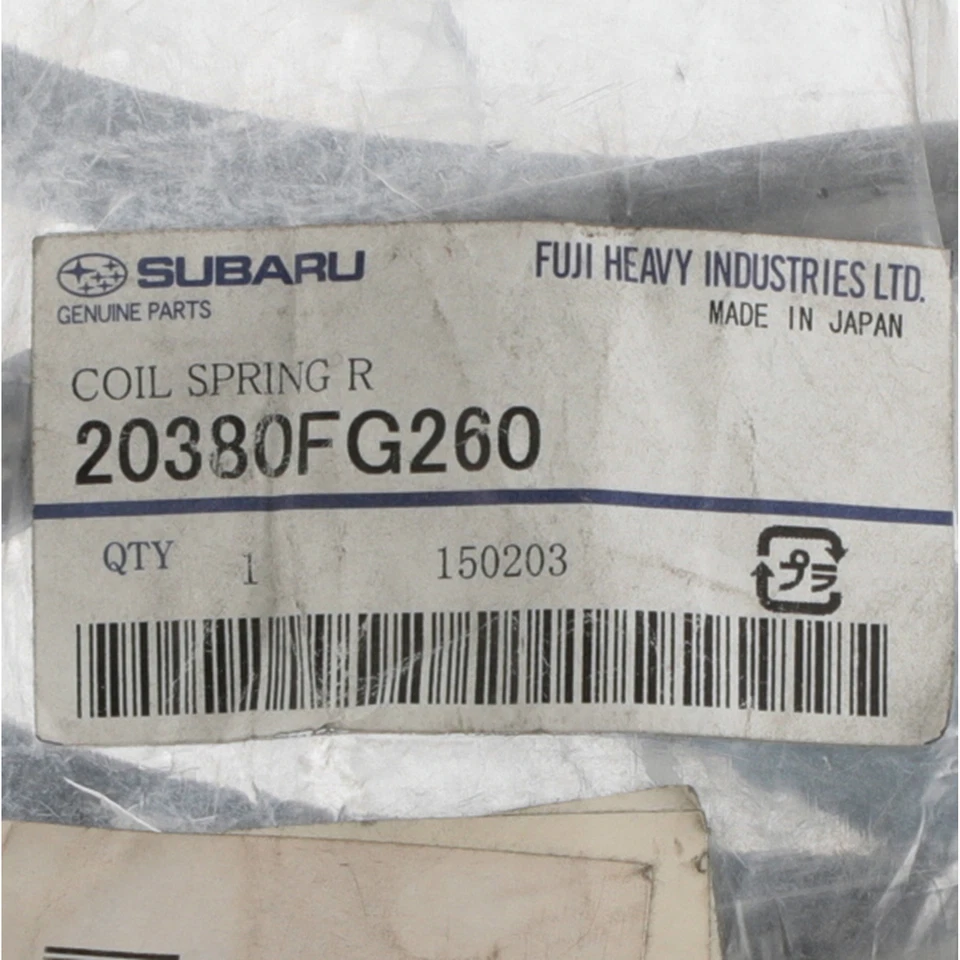 SUBARU
FUJI HEAVY INDUSTRIES LTD.
GENUINE PARTS
MADE IN JAPAN
COIL SPRING R
20380FG260
QTY 1 150203
プラ